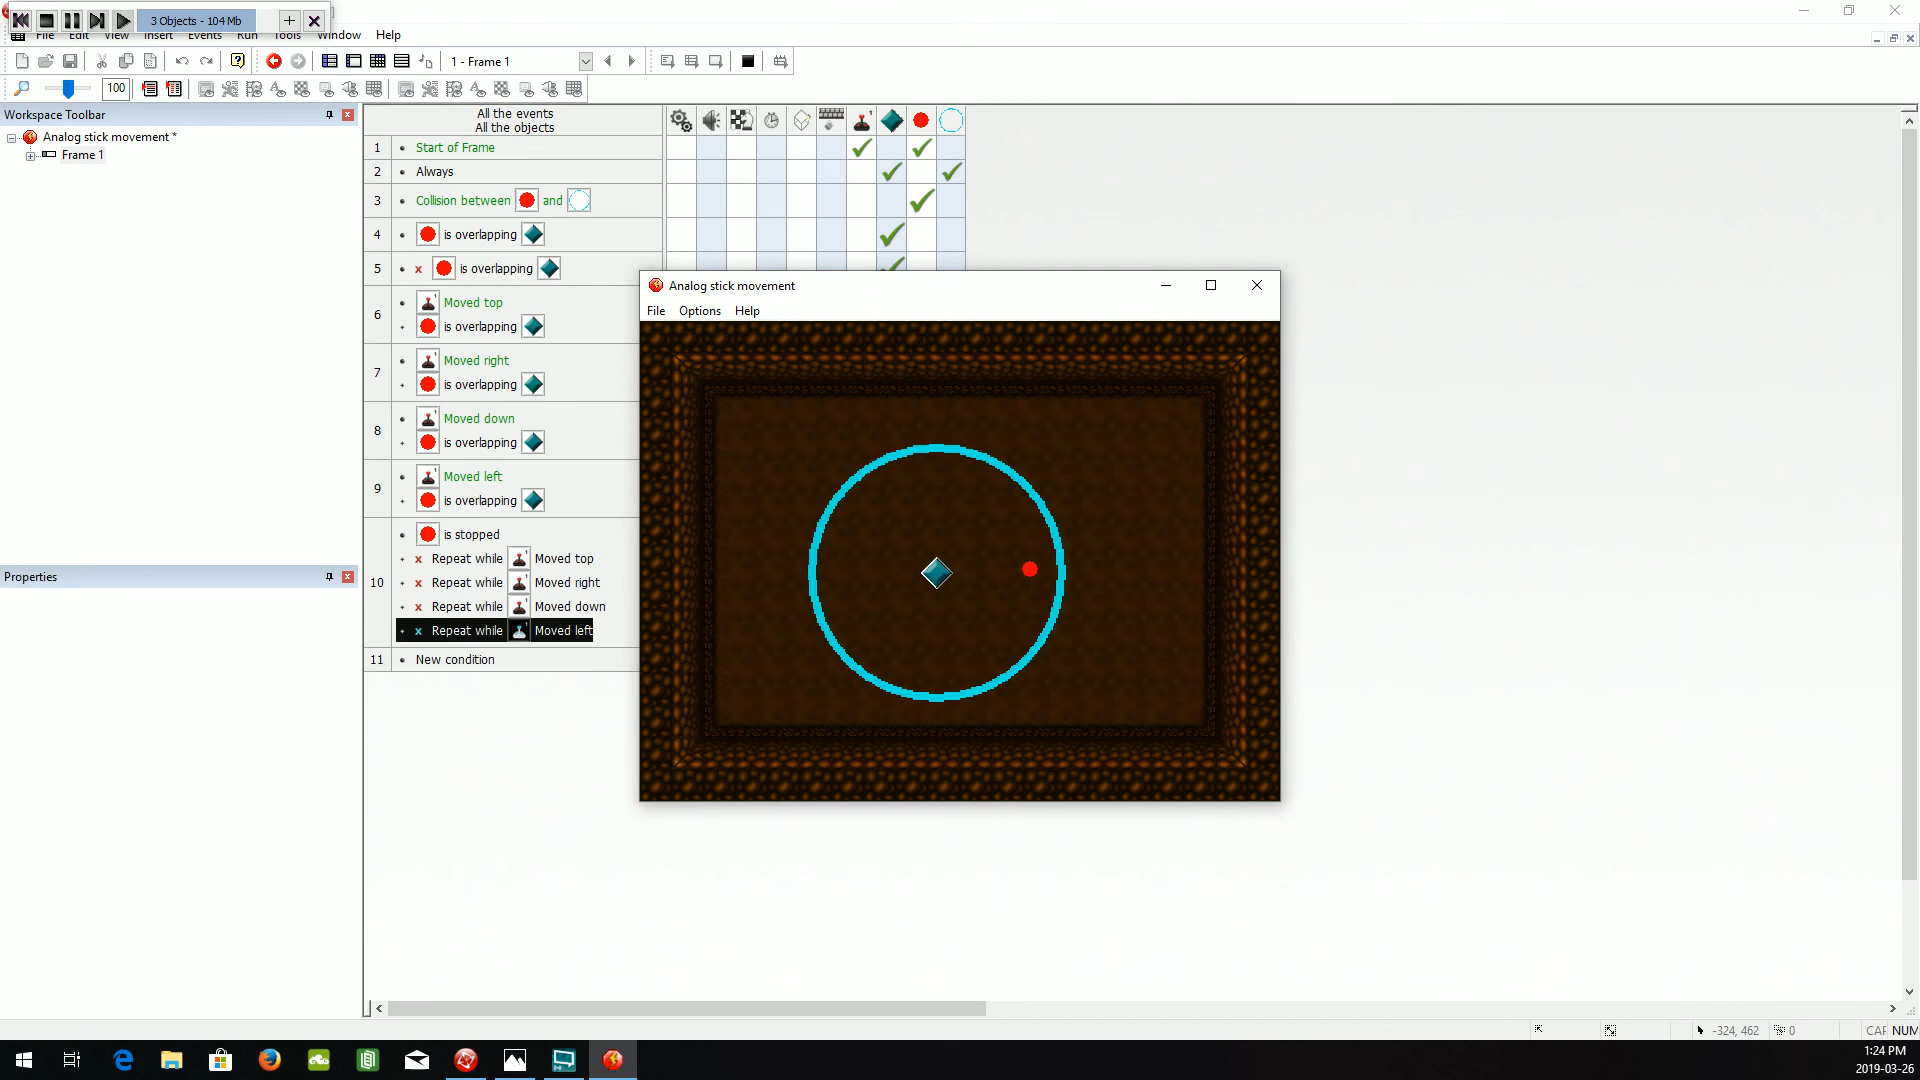 3 Objects - 104 Mb
File Edit View Insert Events Run Tools Window Help
1 - Frame 1
100
Workspace Toolbar
Analog stick movement *
Frame 1
Properties
All the events
All the objects
1 Start of Frame
2 Always
3 Collision between and
4 is overlapping
5 x is overlapping
6 Moved top
is overlapping
7 Moved right
is overlapping
8 Moved down
is overlapping
9 Moved left
is overlapping
10 is stopped
x Repeat while Moved top
x Repeat while Moved right
x Repeat while Moved down
x Repeat while Moved left
11 New condition
Analog stick movement
File Options Help
-324, 462
0
CAP NUM
1:24 PM
2019-03-26